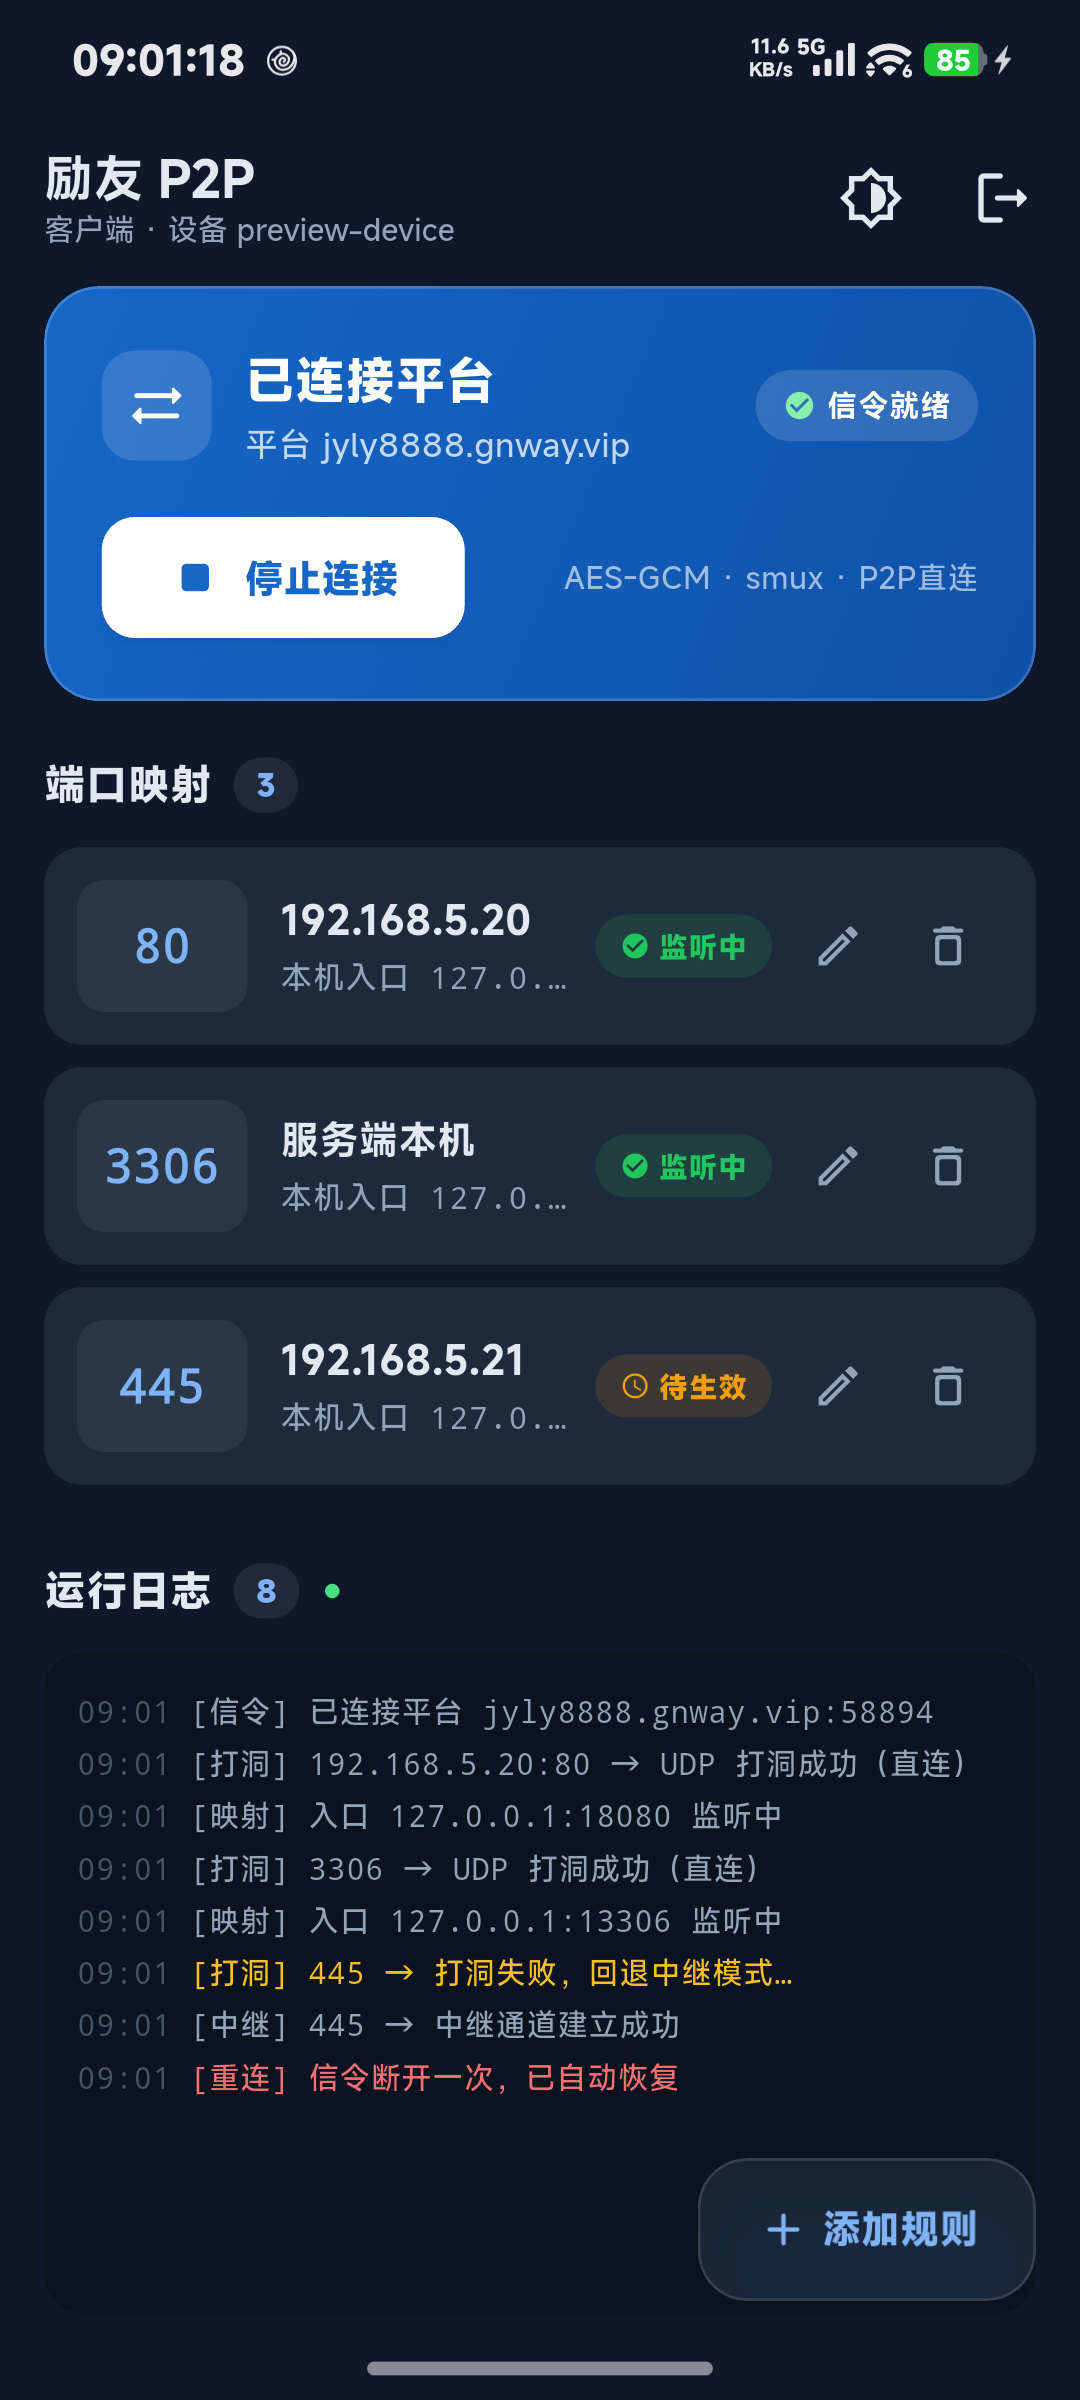 09:01:18
11.6 KB/s 5G 6 85
励友 P2P
客户端 · 设备 preview-device
已连接平台
平台 jyly8888.gnway.vip
信令就绪
停止连接
AES-GCM · smux · P2P直连
端口映射 3
80
192.168.5.20
本机入口 127.0.…
监听中
3306
服务端本机
本机入口 127.0.…
监听中
445
192.168.5.21
本机入口 127.0.…
待生效
运行日志 8
09:01 [信令] 已连接平台 jyly8888.gnway.vip:58894
09:01 [打洞] 192.168.5.20:80 → UDP 打洞成功（直连）
09:01 [映射] 入口 127.0.0.1:18080 监听中
09:01 [打洞] 3306 → UDP 打洞成功（直连）
09:01 [映射] 入口 127.0.0.1:13306 监听中
09:01 [打洞] 445 → 打洞失败，回退中继模式…
09:01 [中继] 445 → 中继通道建立成功
09:01 [重连] 信令断开一次，已自动恢复
添加规则